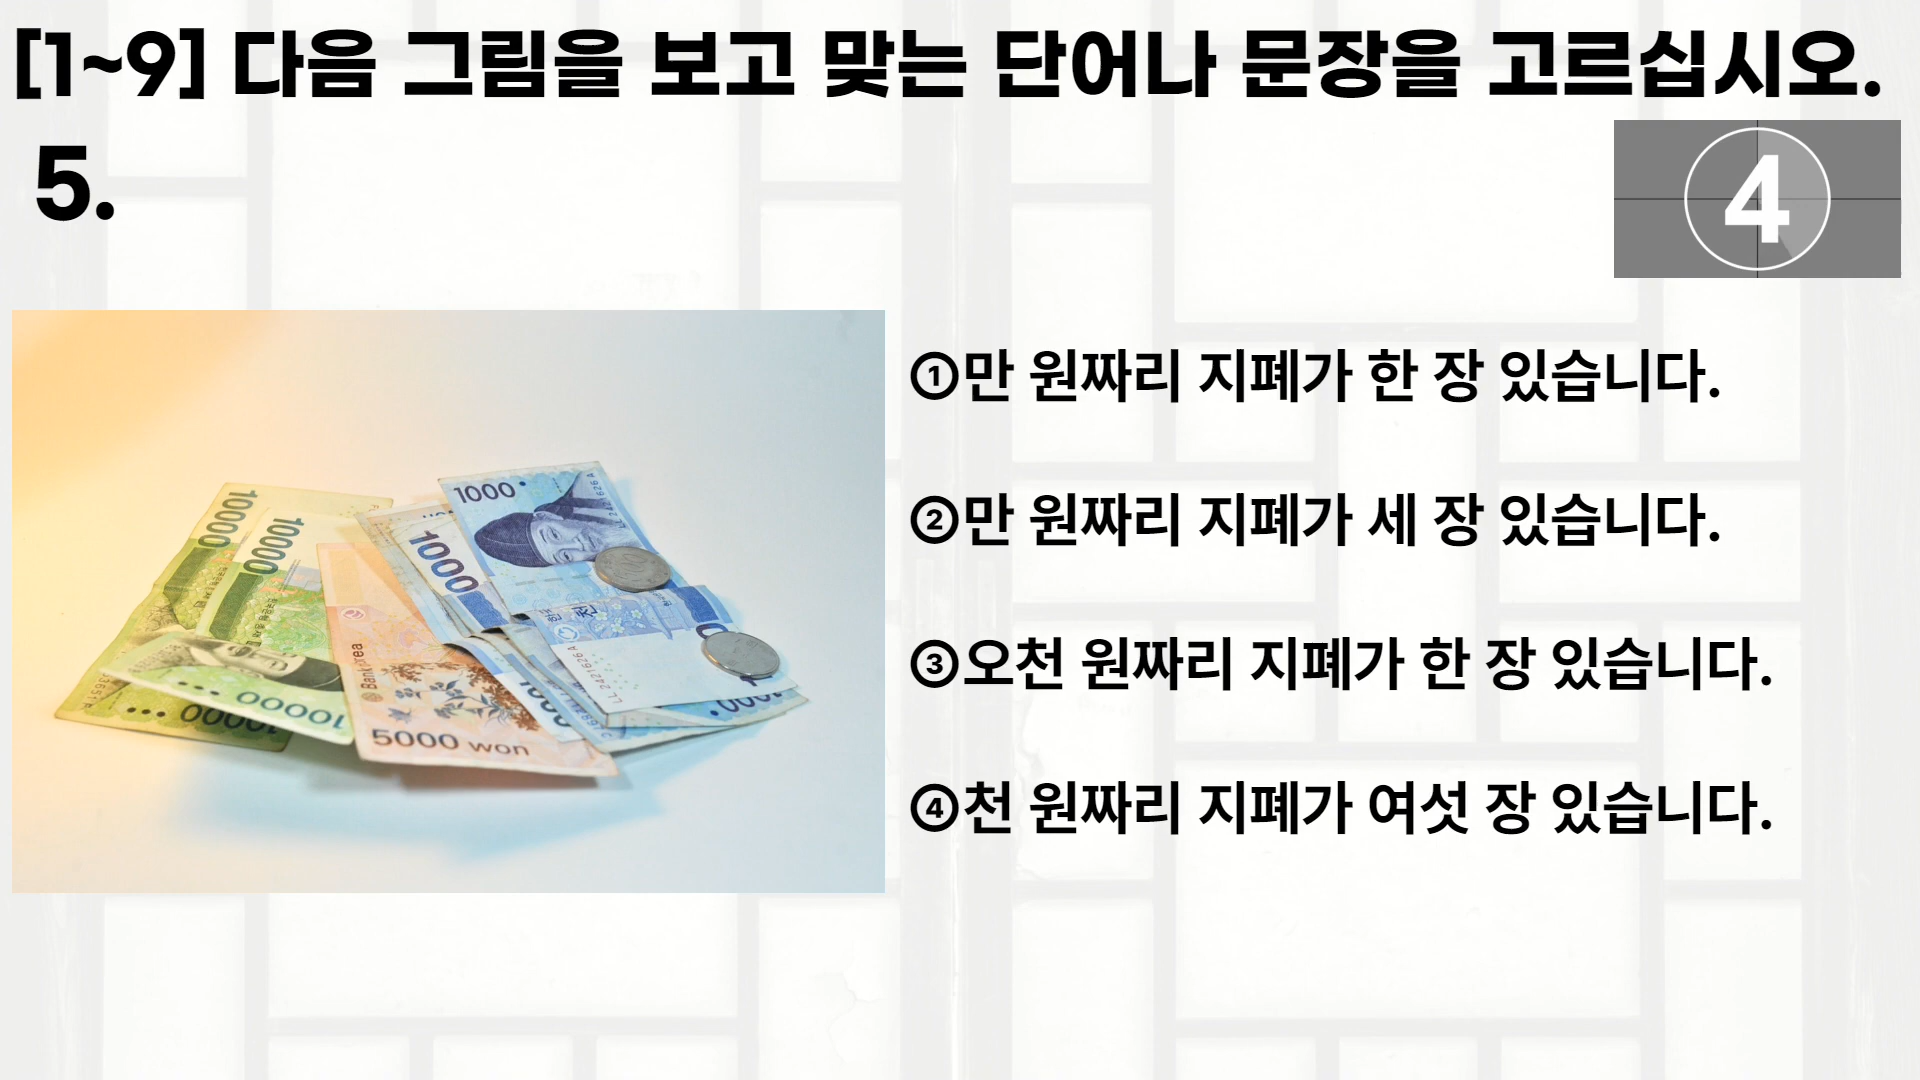 [1~9] 다음 그림을 보고 맞는 단어나 문장을 고르십시오.
5.
4
①만 원짜리 지폐가 한 장 있습니다.
②만 원짜리 지폐가 세 장 있습니다.
③오천 원짜리 지폐가 한 장 있습니다.
④천 원짜리 지폐가 여섯 장 있습니다.
10000
10000
1000
1000
10000
10000
5000 won